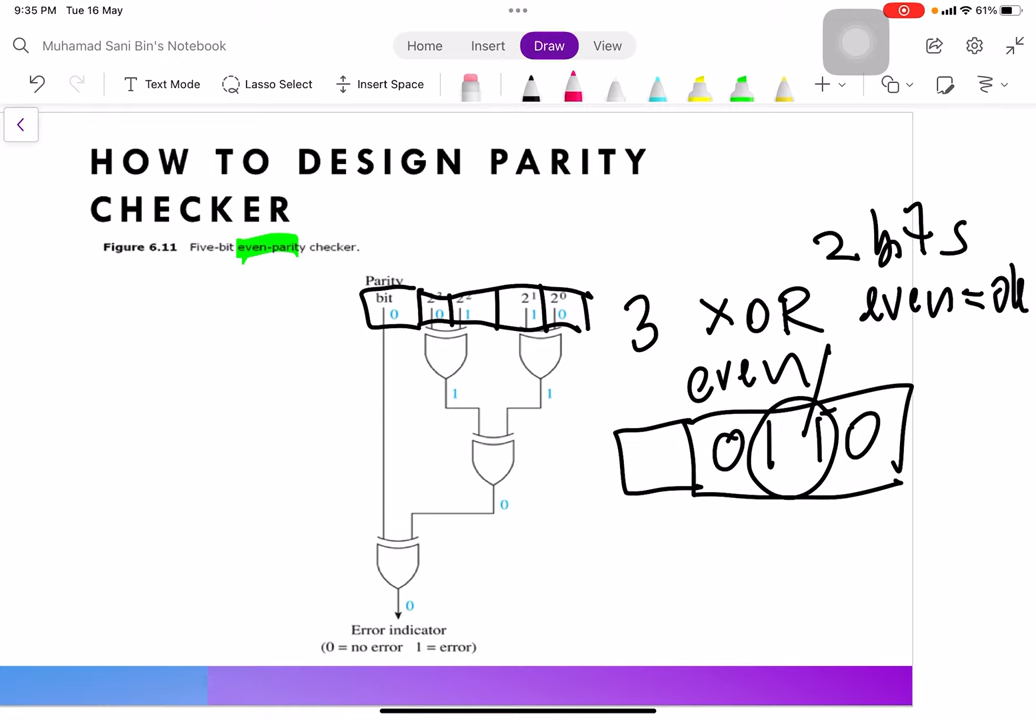 9:35 PM Tue 16 May
61%
Muhamad Sani Bin's Notebook
Home Insert Draw View
Text Mode Lasso Select Insert Space
HOW TO DESIGN PARITY
CHECKER
Figure 6.11 Five-bit even-parity checker.
2 bits
even=ok
Parity
bit 2² 2¹ 2⁰
0 0 1 1 0
3 XOR
even
1 1
0 1 1 0
0
0
Error indicator
(0 = no error 1 = error)